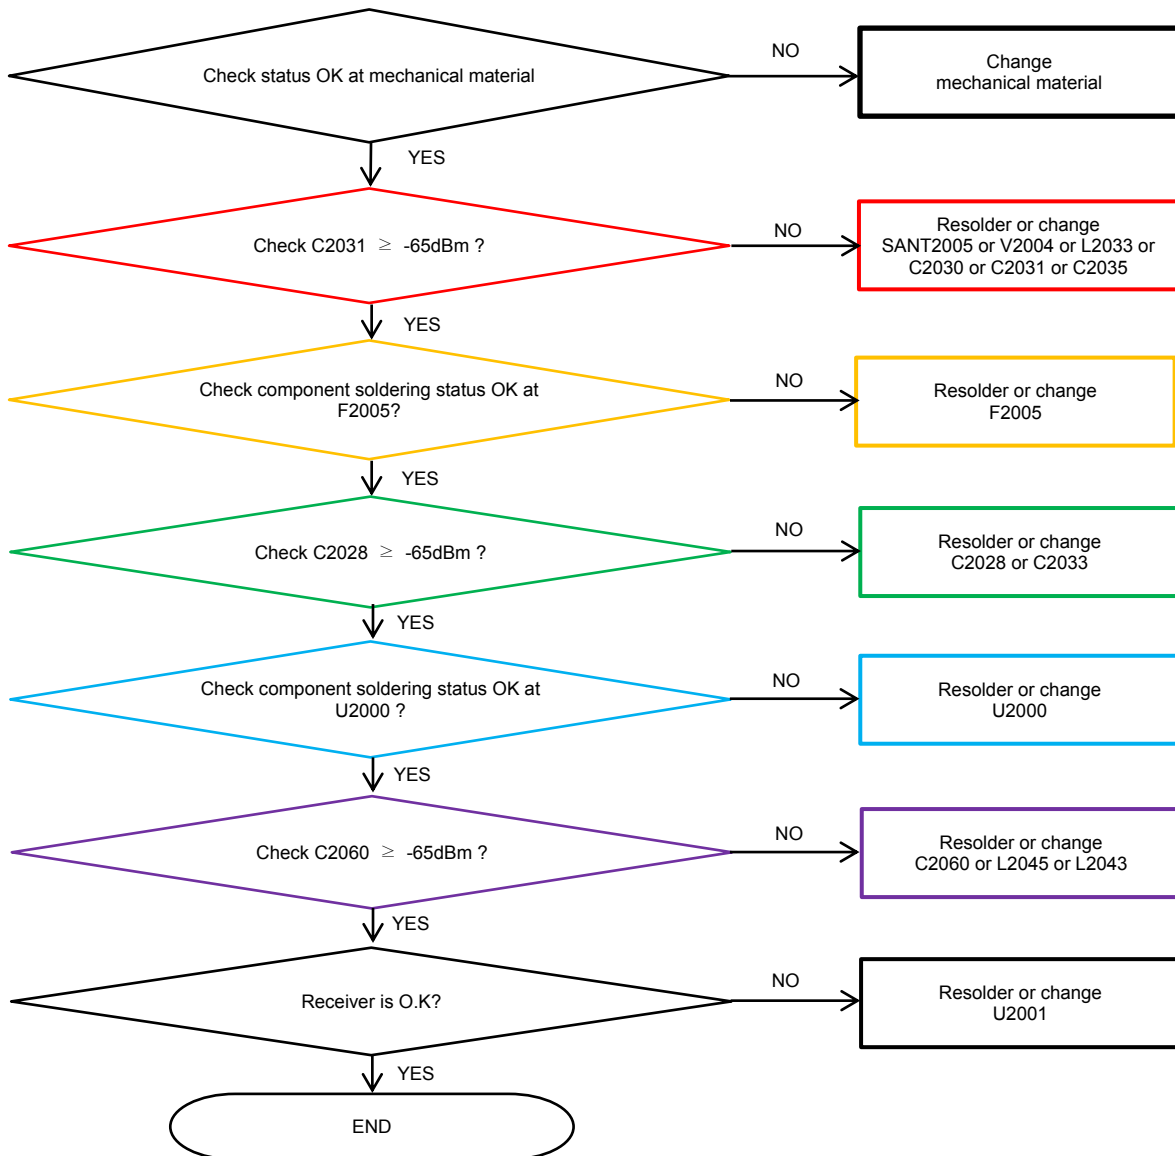 Check status OK at mechanical material
NO
Change
mechanical material
YES
Check C2031 ≥ -65dBm ?
NO
Resolder or change
SANT2005 or V2004 or L2033 or
C2030 or C2031 or C2035
YES
Check component soldering status OK at
F2005?
NO
Resolder or change
F2005
YES
Check C2028 ≥ -65dBm ?
NO
Resolder or change
C2028 or C2033
YES
Check component soldering status OK at
U2000 ?
NO
Resolder or change
U2000
YES
Check C2060 ≥ -65dBm ?
NO
Resolder or change
C2060 or L2045 or L2043
YES
Receiver is O.K?
NO
Resolder or change
U2001
YES
END